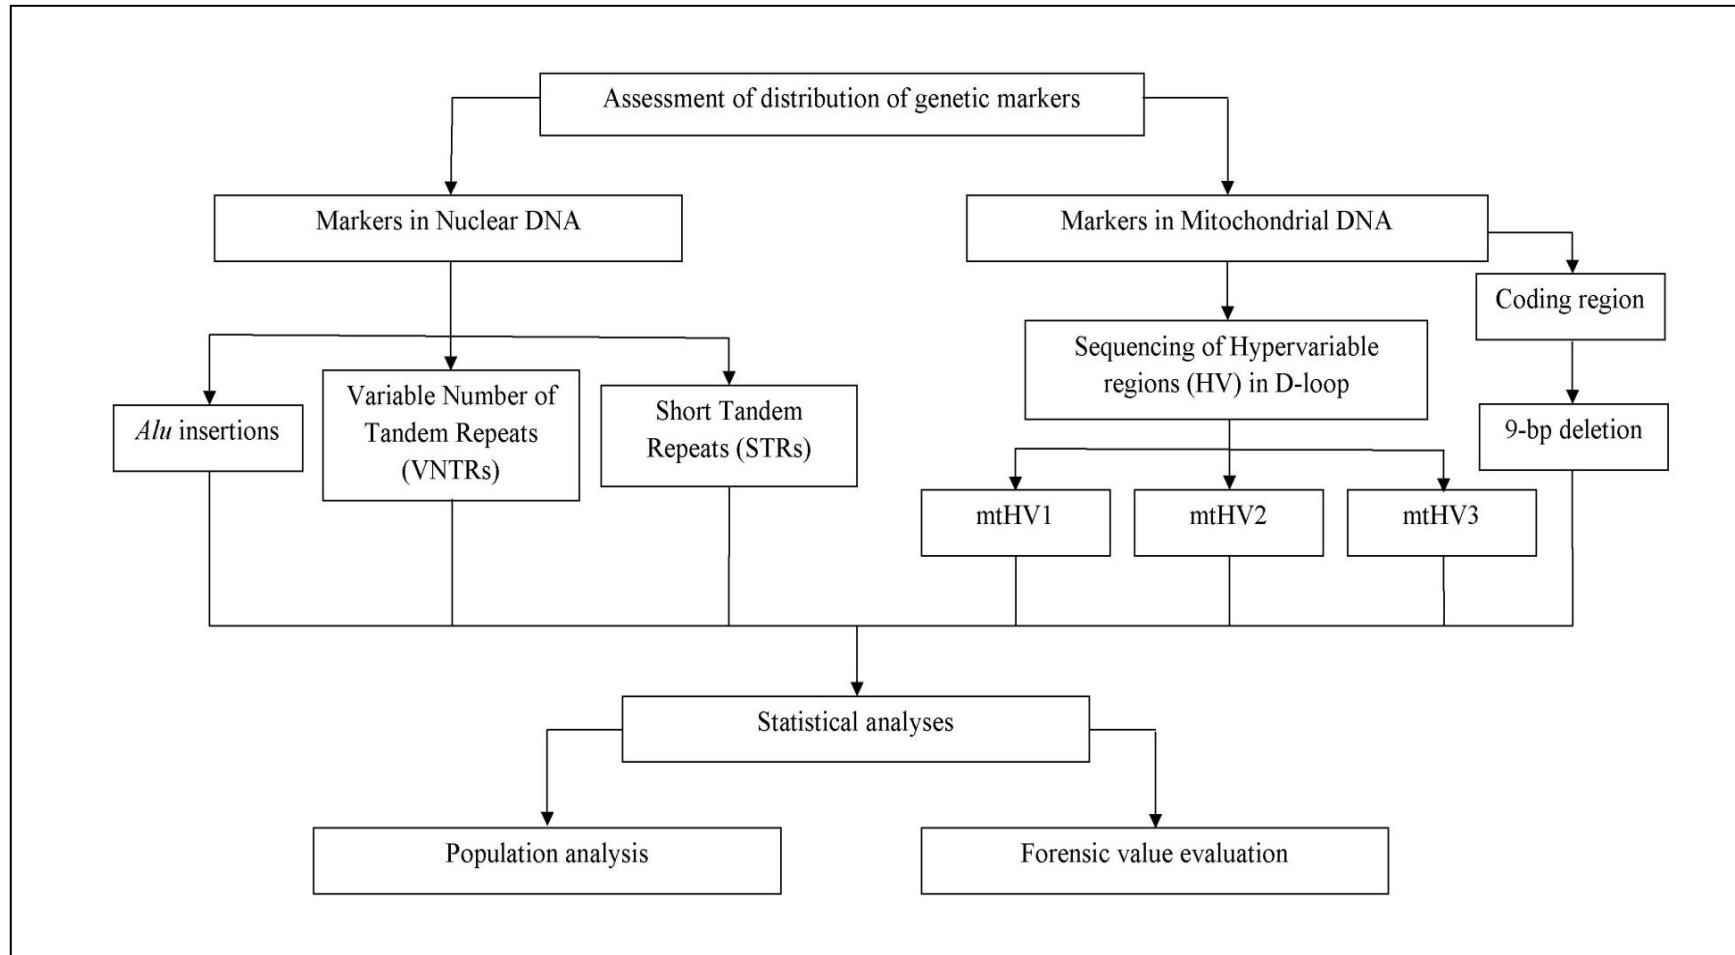 Assessment of distribution of genetic markers
Markers in Nuclear DNA
Markers in Mitochondrial DNA
Coding region
Sequencing of Hypervariable
regions (HV) in D-loop
Alu insertions
Variable Number of
Tandem Repeats
(VNTRs)
Short Tandem
Repeats (STRs)
9-bp deletion
mtHV1
mtHV2
mtHV3
Statistical analyses
Population analysis
Forensic value evaluation